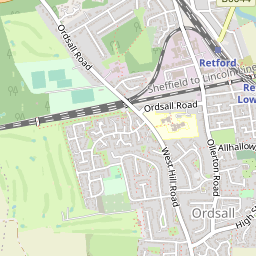 B6044
Ordsall Road
Retford
Sheffield to Lincoln Line
Re
Low
Ordsall Road
Allhallow
West Hill Road
Ollerton Road
Ordsall
High S